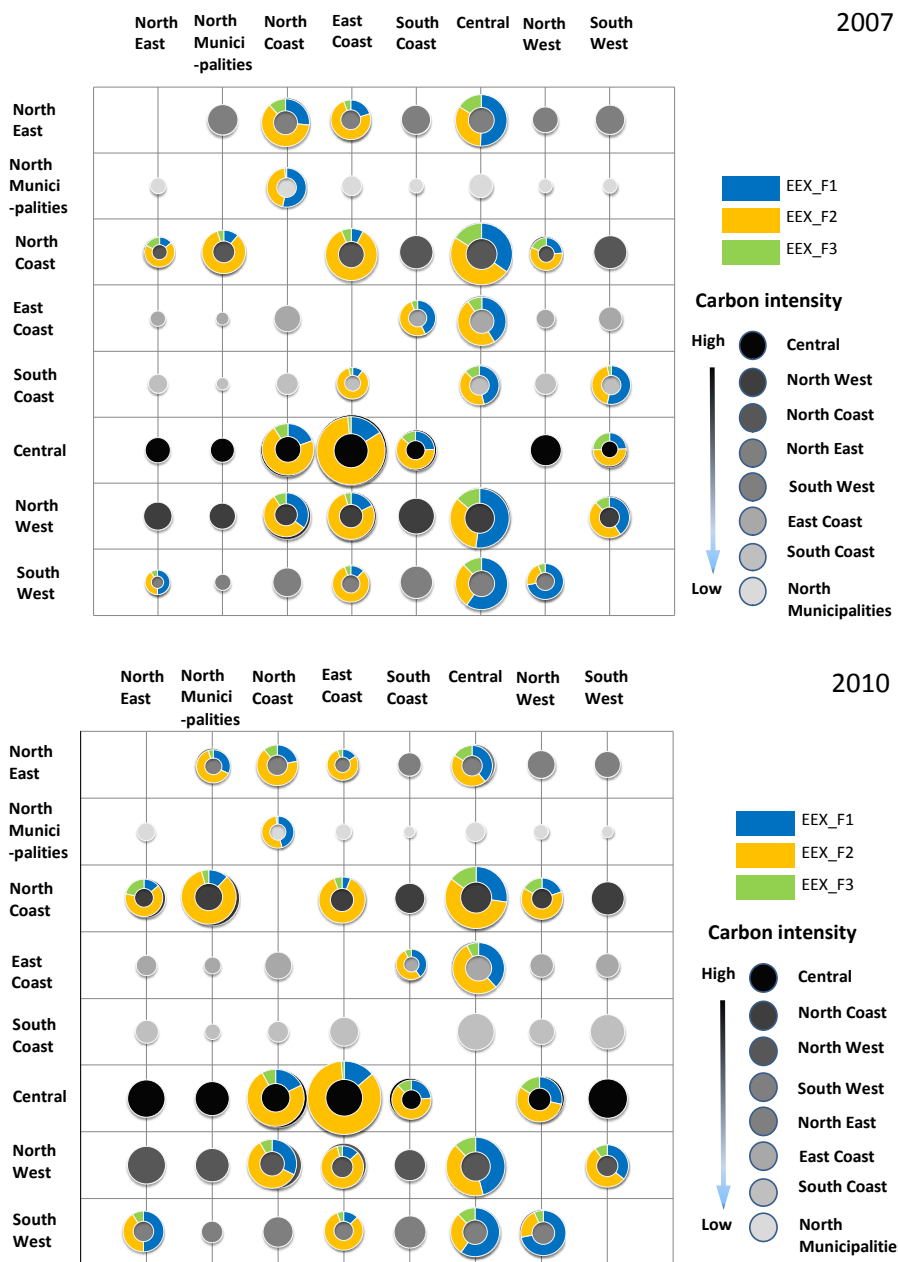 2007
North
East
North
Munici
-palities
North
Coast
East
Coast
South
Coast
Central
North
West
South
West
North
East
North
Munici
-palities
North
Coast
East
Coast
South
Coast
Central
North
West
South
West
EEX_F1
EEX_F2
EEX_F3
Carbon intensity
High
Low
Central
North West
North Coast
North East
South West
East Coast
South Coast
North
Municipalities
2010
North
East
North
Munici
-palities
North
Coast
East
Coast
South
Coast
Central
North
West
South
West
North
East
North
Munici
-palities
North
Coast
East
Coast
South
Coast
Central
North
West
South
West
EEX_F1
EEX_F2
EEX_F3
Carbon intensity
High
Low
Central
North Coast
North West
South West
North East
East Coast
South Coast
North
Municipalitie